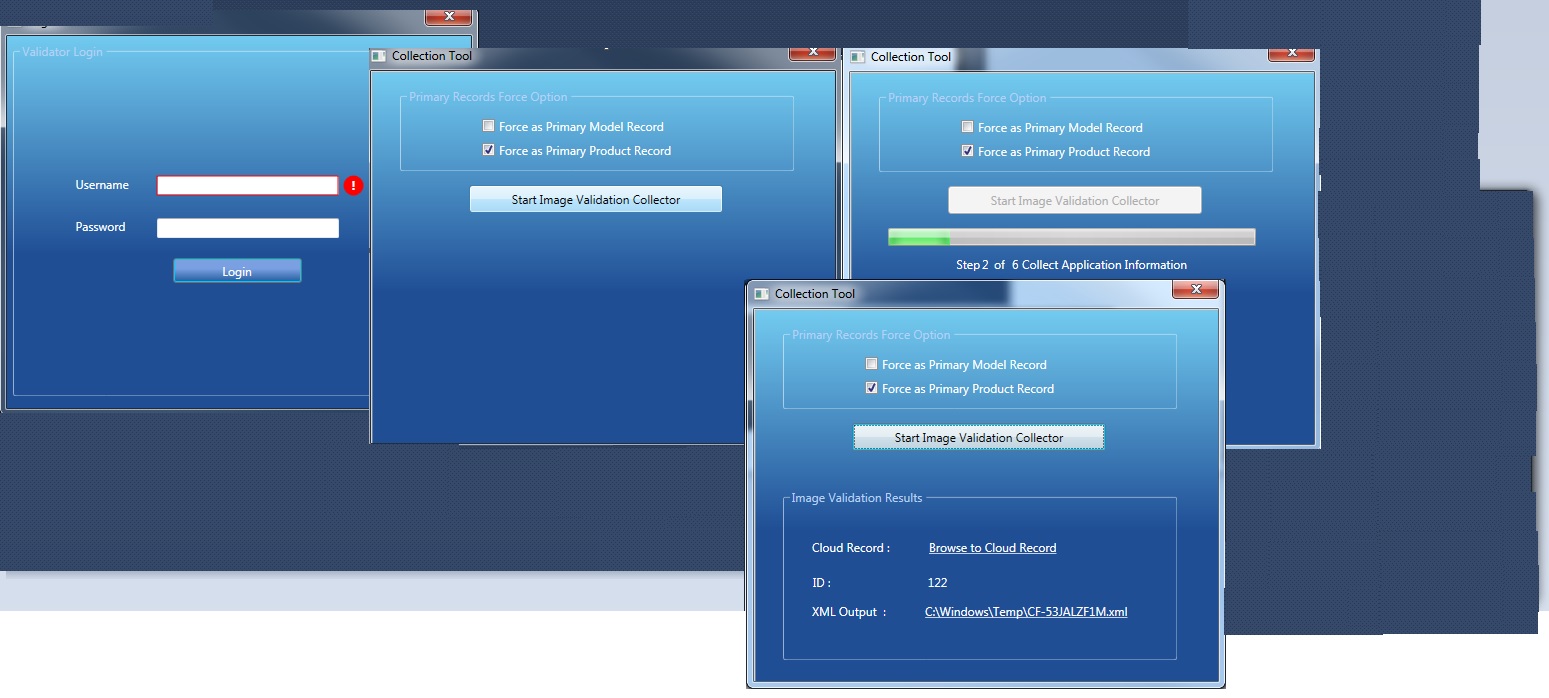 Validator Login
Username
!
Password
Login
Collection Tool
Primary Records Force Option
Force as Primary Model Record
Force as Primary Product Record
Start Image Validation Collector
Collection Tool
Primary Records Force Option
Force as Primary Model Record
Force as Primary Product Record
Start Image Validation Collector
Step 2 of 6 Collect Application Information
Collection Tool
Primary Records Force Option
Force as Primary Model Record
Force as Primary Product Record
Start Image Validation Collector
Image Validation Results
Cloud Record : Browse to Cloud Record
ID : 122
XML Output : C:\Windows\Temp\CF-53JALZF1M.xml